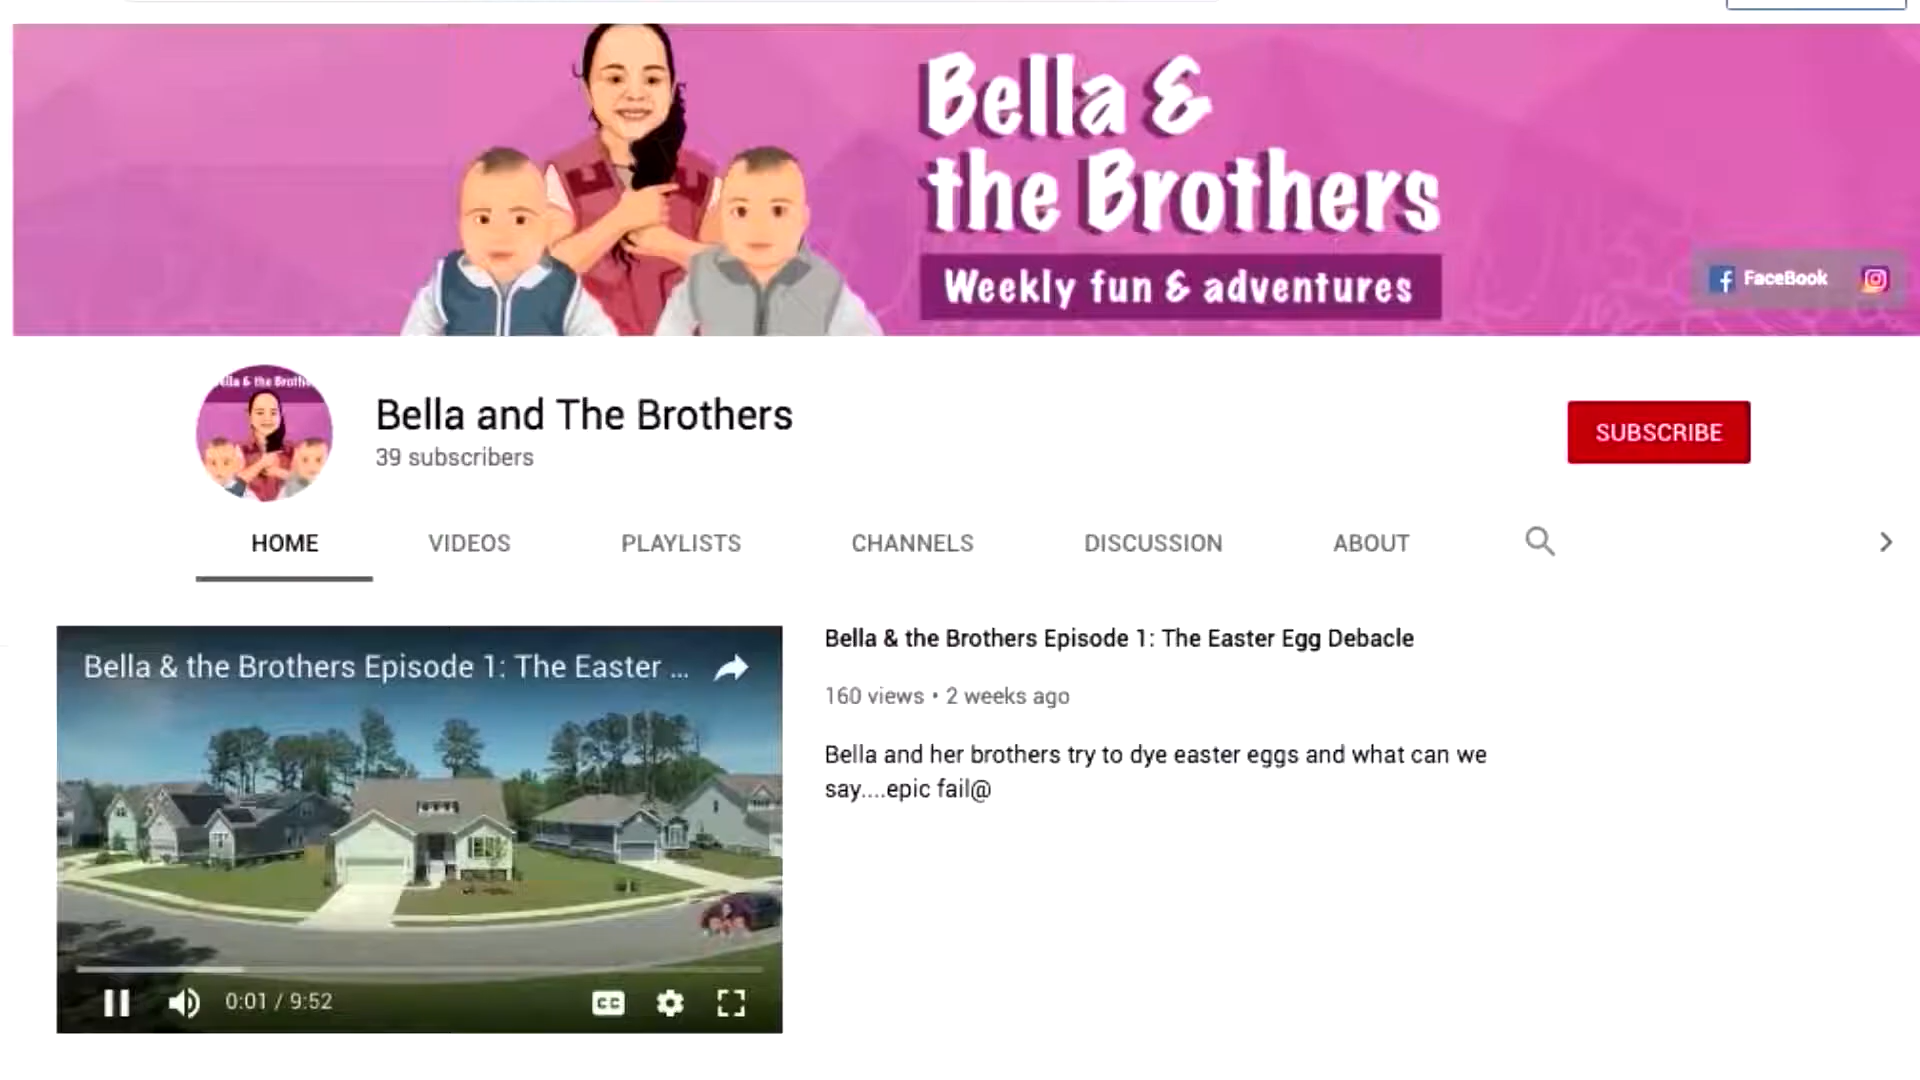 Bella &
the Brothers
Weekly fun & adventures
FaceBook
Bella and The Brothers
39 subscribers
SUBSCRIBE
HOME VIDEOS PLAYLISTS CHANNELS DISCUSSION ABOUT
Bella & the Brothers Episode 1: The Easter ...
0:01 / 9:52
CC
Bella & the Brothers Episode 1: The Easter Egg Debacle
160 views • 2 weeks ago
Bella and her brothers try to dye easter eggs and what can we
say....epic fail@